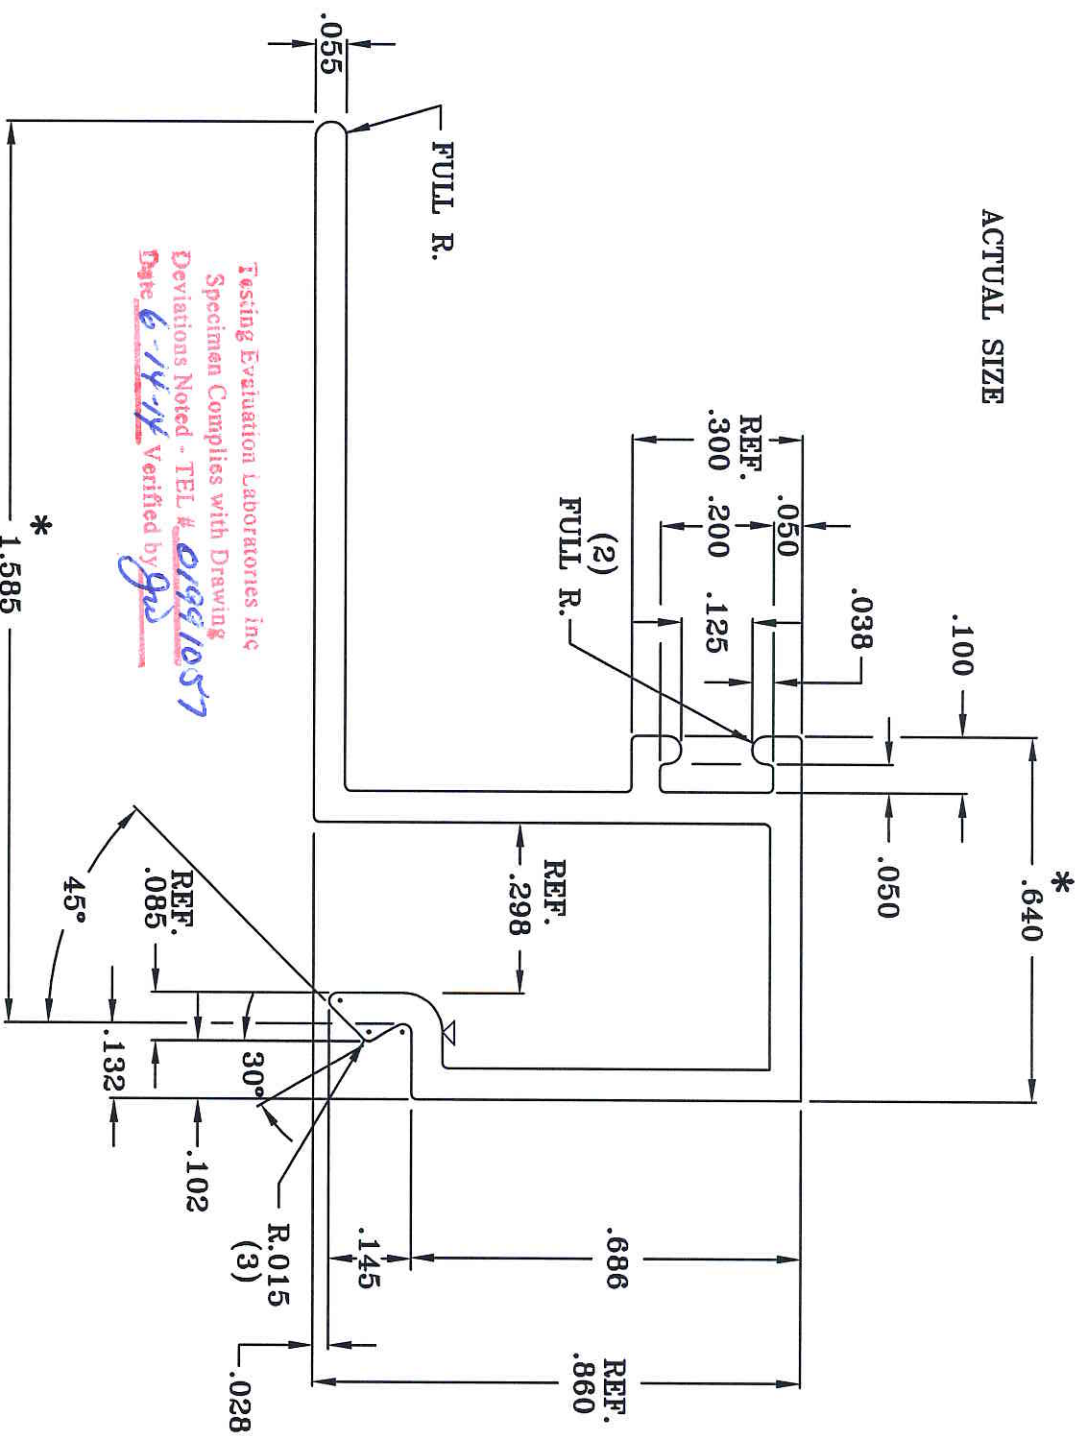 ACTUAL SIZE
* .640
.100
.050
.038
.050
.200
REF.
.300
.125
(2)
FULL R.
.055
FULL R.
REF.
.298
REF.
.085
45°
30°
.132
.102
R.015
(3)
.145
.686
.028
REF.
.860
* 1.585
Testing Evaluation Laboratories Inc
Specimen Complies with Drawing
Deviations Noted - TEL # 01991057
Date 6-14-14 Verified by